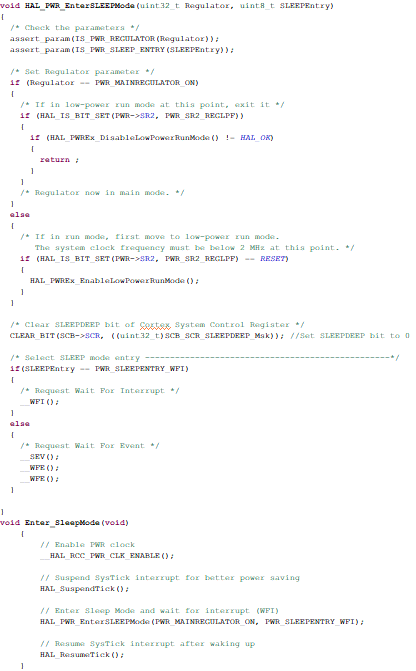 void HAL_PWR_EnterSLEEPMode(uint32_t Regulator, uint8_t SLEEPEntry)
{
/* Check the parameters */
assert_param(IS_PWR_REGULATOR(Regulator));
assert_param(IS_PWR_SLEEP_ENTRY(SLEEPEntry));
/* Set Regulator parameter */
if (Regulator == PWR_MAINREGULATOR_ON)
{
/* If in low-power run mode at this point, exit it */
if (HAL_IS_BIT_SET(PWR->SR2, PWR_SR2_REGLPF))
{
if (HAL_PWREx_DisableLowPowerRunMode() != HAL_OK)
{
return ;
}
}
/* Regulator now in main mode. */
}
else
{
/* If in run mode, first move to low-power run mode.
The system clock frequency must be below 2 MHz at this point. */
if (HAL_IS_BIT_SET(PWR->SR2, PWR_SR2_REGLPF) == RESET)
{
HAL_PWREx_EnableLowPowerRunMode();
}
}
/* Clear SLEEPDEEP bit of Cortex System Control Register */
CLEAR_BIT(SCB->SCR, ((uint32_t)SCB_SCR_SLEEPDEEP_Msk)); //Set SLEEPDEEP bit to 0
/* Select SLEEP mode entry -------------------------------------------------*/
if(SLEEPEntry == PWR_SLEEPENTRY_WFI)
{
/* Request Wait For Interrupt */
__WFI();
}
else
{
/* Request Wait For Event */
__SEV();
__WFE();
__WFE();
}
}
void Enter_SleepMode(void)
{
// Enable PWR clock
__HAL_RCC_PWR_CLK_ENABLE();
// Suspend SysTick interrupt for better power saving
HAL_SuspendTick();
// Enter Sleep Mode and wait for interrupt (WFI)
HAL_PWR_EnterSLEEPMode(PWR_MAINREGULATOR_ON, PWR_SLEEPENTRY_WFI);
// Resume SysTick interrupt after waking up
HAL_ResumeTick();
}